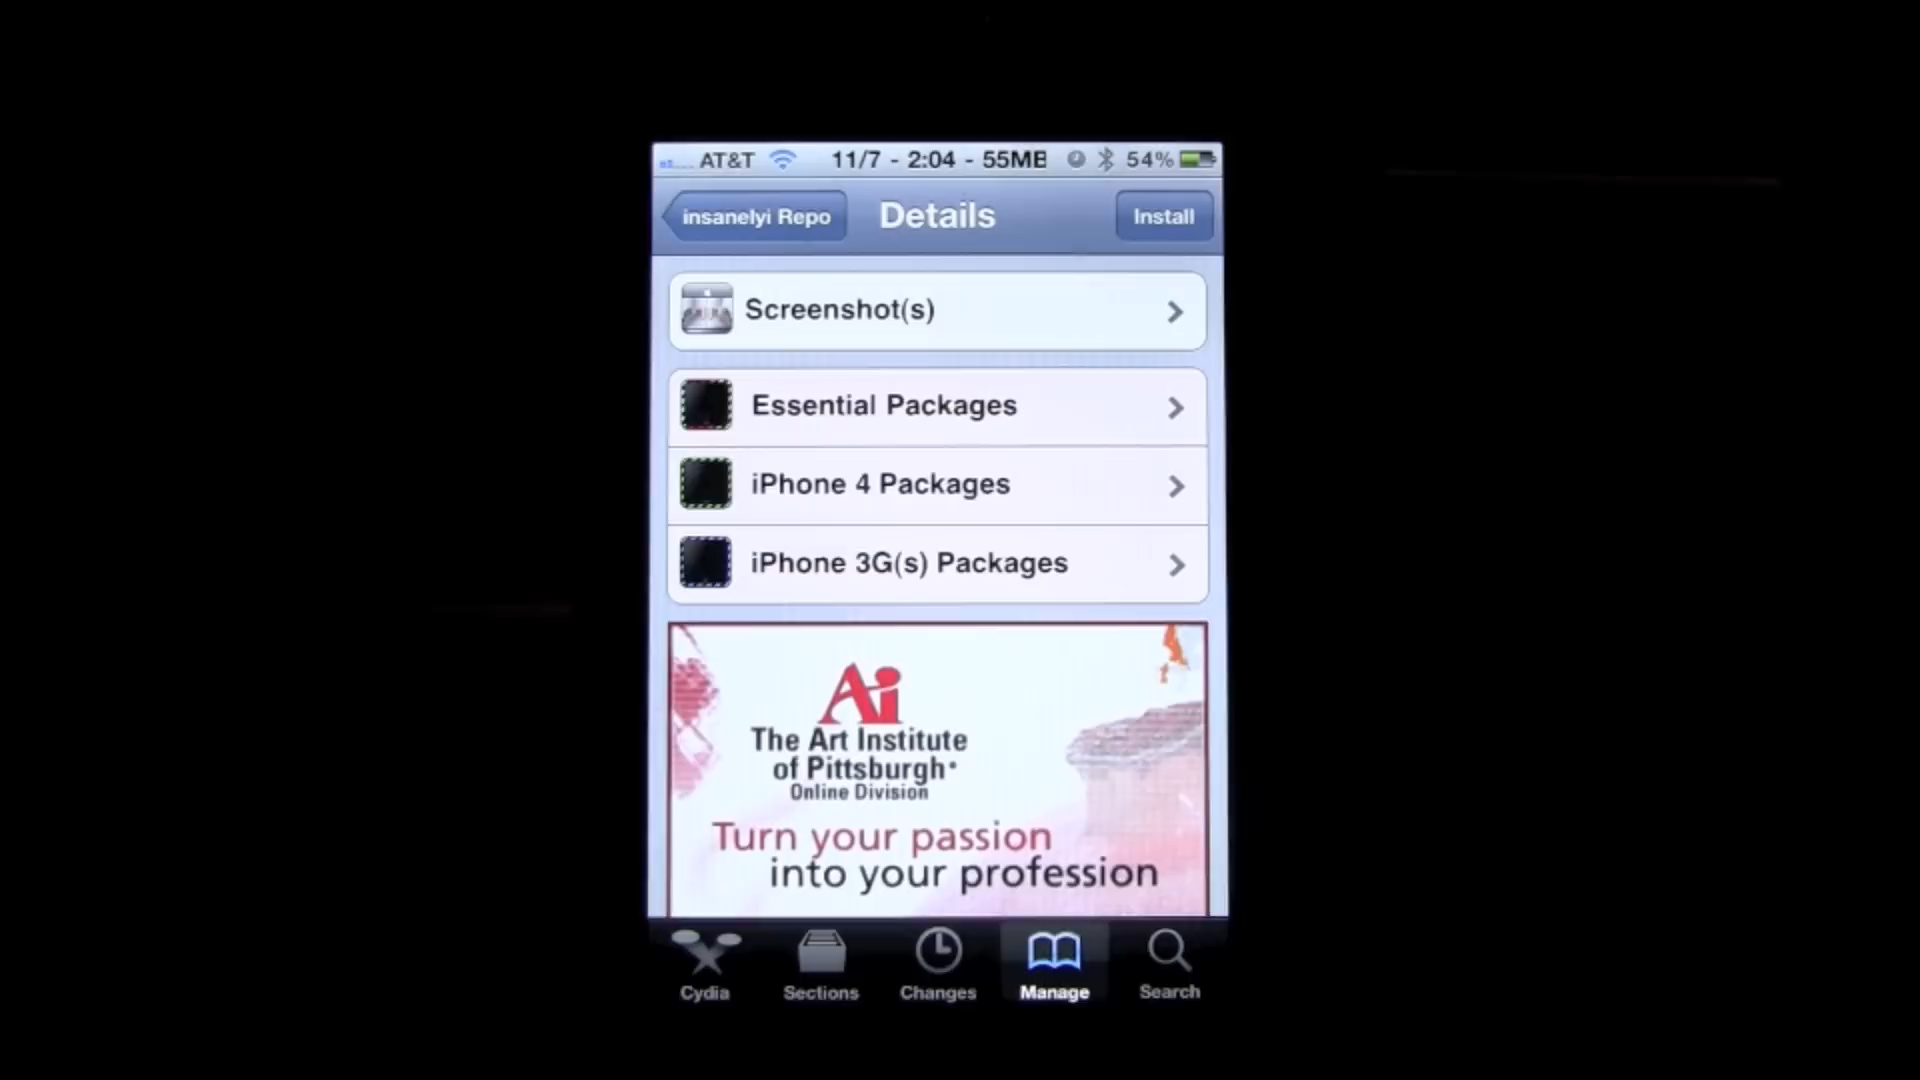 AT&T 11/7 - 2:04 - 55MB 54%
insanelyi Repo Details Install
Screenshot(s)
Essential Packages
iPhone 4 Packages
iPhone 3G(s) Packages
Ai
The Art Institute
of Pittsburgh
Online Division
Turn your passion
into your profession
Cydia Sections Changes Manage Search